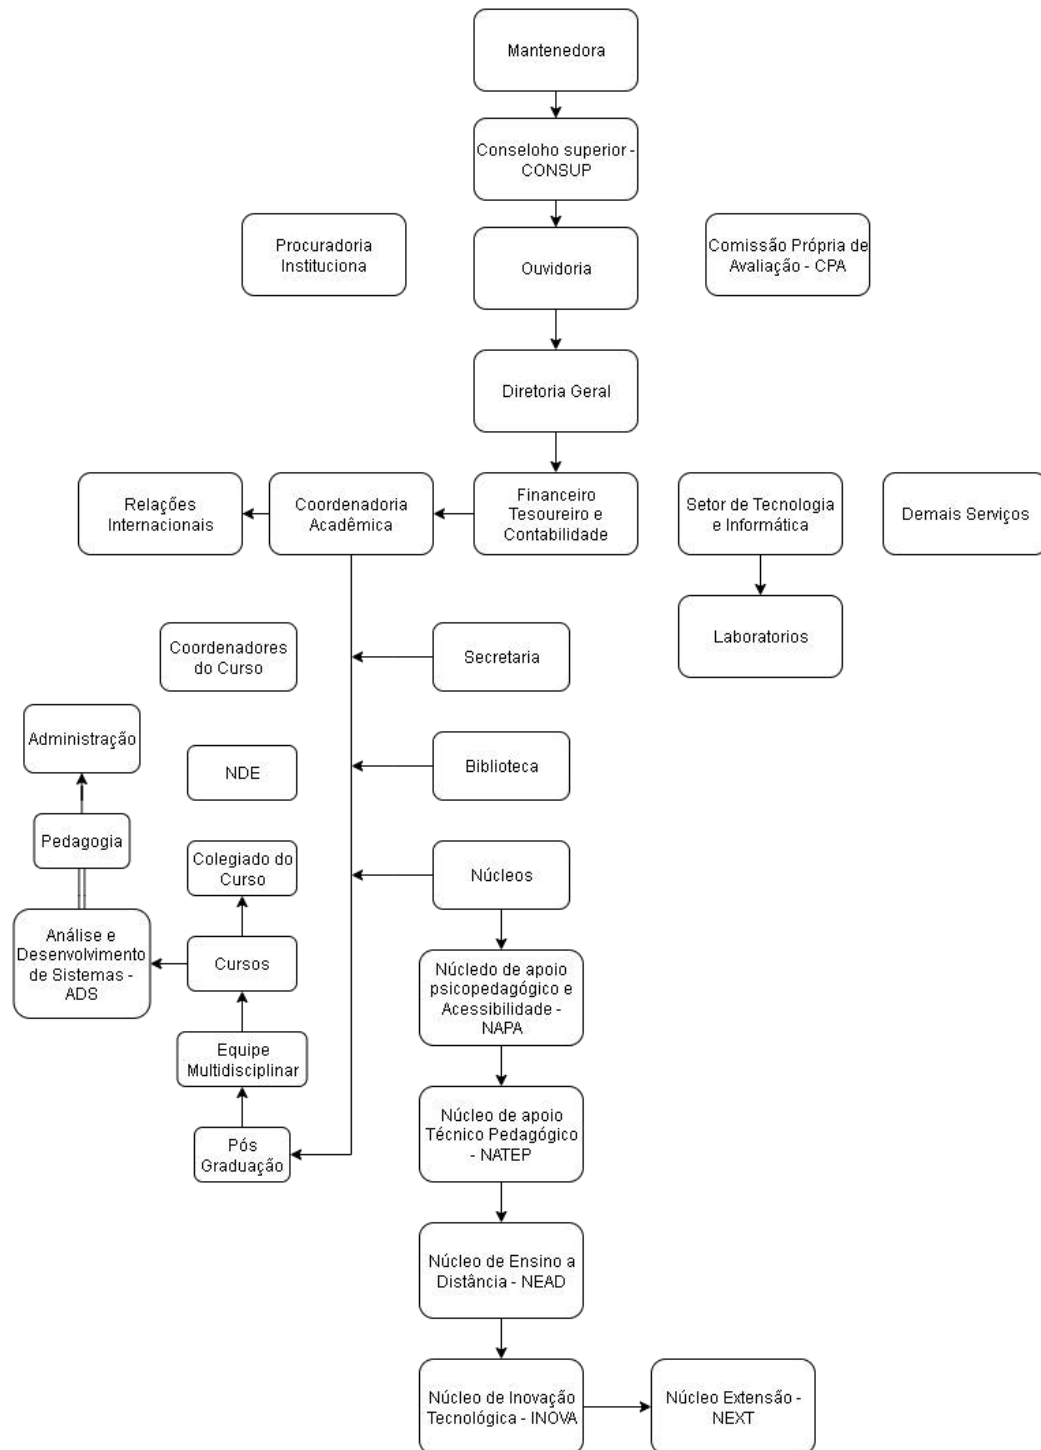 Mantenedora
Conseloho superior -
CONSUP
Procuradoria
Instituciona
Ouvidoria
Comissão Própria de
Avaliação - CPA
Diretoria Geral
Relações
Internacionais
Coordenadoria
Acadêmica
Financeiro
Tesoureiro e
Contabilidade
Setor de Tecnologia
e Informática
Demais Serviços
Laboratorios
Coordenadores
do Curso
Secretaria
Administração
NDE
Biblioteca
Pedagogia
Colegiado do
Curso
Núcleos
Análise e
Desenvolvimento
de Sistemas -
ADS
Cursos
Núcledo de apoio
psicopedagógico e
Acessibilidade -
NAPA
Equipe
Multidisciplinar
Núcleo de apoio
Técnico Pedagógico
- NATEP
Pós
Graduação
Núcleo de Ensino a
Distância - NEAD
Núcleo de Inovação
Tecnológica - INOVA
Núcleo Extensão -
NEXT